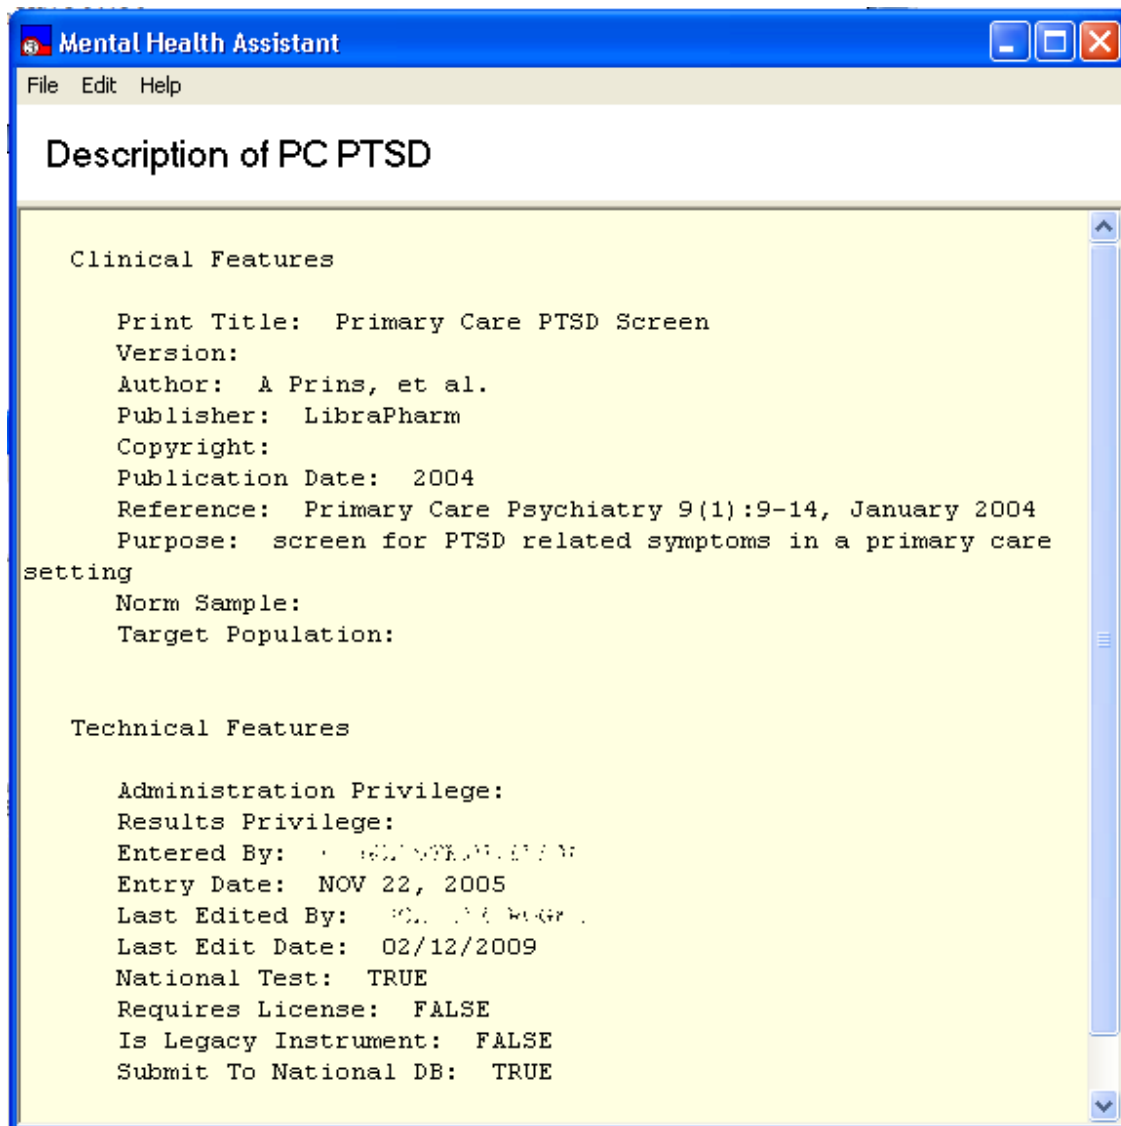 Mental Health Assistant
File Edit Help
Description of PC PTSD
Clinical Features
Print Title: Primary Care PTSD Screen
Version:
Author: A Prins, et al.
Publisher: LibraPharm
Copyright:
Publication Date: 2004
Reference: Primary Care Psychiatry 9(1):9-14, January 2004
Purpose: screen for PTSD related symptoms in a primary care
setting
Norm Sample:
Target Population:
Technical Features
Administration Privilege:
Results Privilege:
Entered By:
Entry Date: NOV 22, 2005
Last Edited By:
Last Edit Date: 02/12/2009
National Test: TRUE
Requires License: FALSE
Is Legacy Instrument: FALSE
Submit To National DB: TRUE